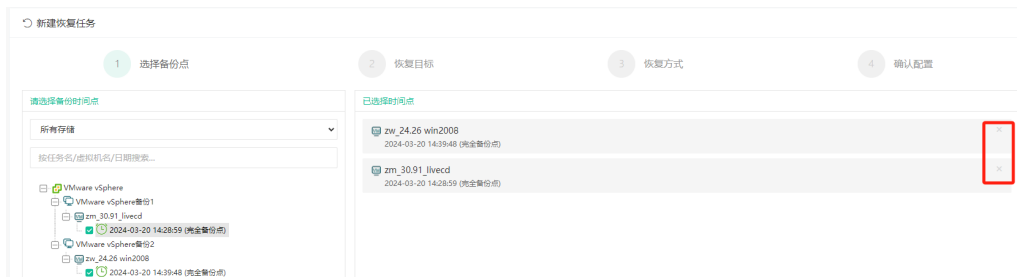 新建恢复任务
1 选择备份点
2 恢复目标
3 恢复方式
4 确认配置
请选择备份时间点
所有存储
按任务名/虚拟机名/日期搜索...
VMware vSphere
VMware vSphere备份1
zm_30.91_livecd
2024-03-20 14:28:59 (完全备份点)
VMware vSphere备份2
zw_24.26 win2008
2024-03-20 14:39:48 (完全备份点)
已选择时间点
zw_24.26 win2008
2024-03-20 14:39:48 (完全备份点)
zm_30.91_livecd
2024-03-20 14:28:59 (完全备份点)